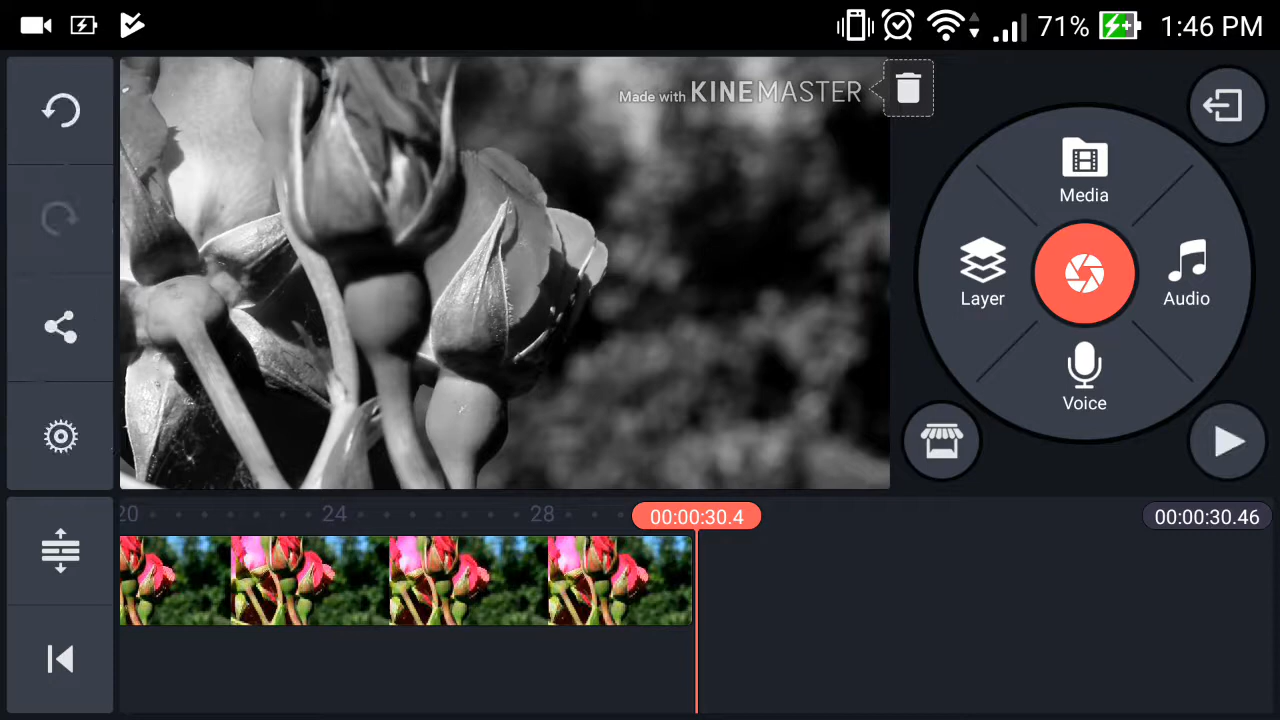 71% 1:46 PM
Made with KINEMASTER
Media
Layer
Audio
Voice
20 24 28 00:00:30.4 00:00:30.46